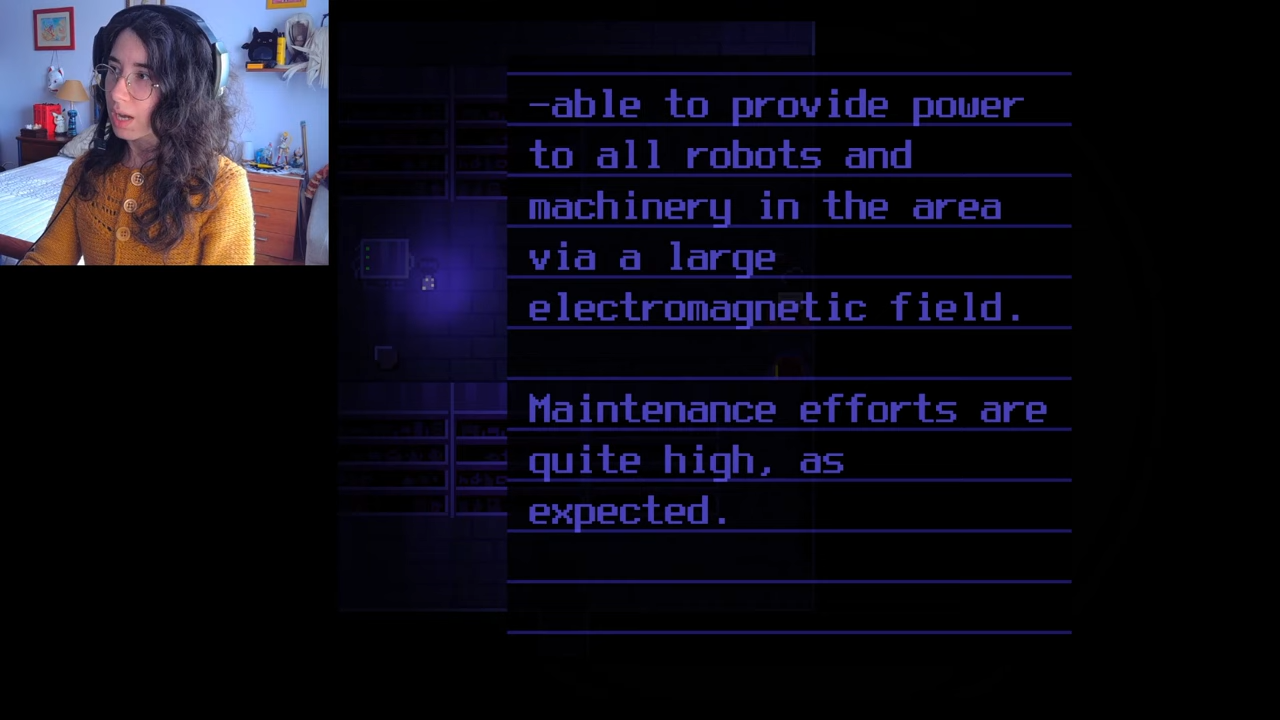 -able to provide power
to all robots and
machinery in the area
via a large
electromagnetic field.
Maintenance efforts are
quite high, as
expected.